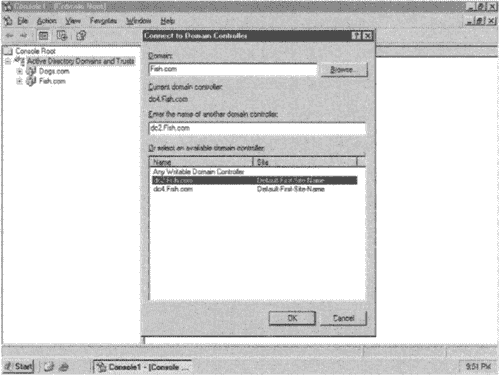 Console1 - [Console Root]
File Action View Favorites Window Help
Console Root
Active Directory Domains and Trusts
Dogs.com
Fish.com
Connect to Domain Controller
Domain:
Fish.com
Browse...
Current domain controller:
dc4.Fish.com
Enter the name of another domain controller:
dc2.Fish.com
Or select an available domain controller:
Name Site
Any Writable Domain Controller
dc2.Fish.com Default-First-Site-Name
dc4.Fish.com Default-First-Site-Name
OK Cancel
Start
Console1 - [Console ...
9:51 PM